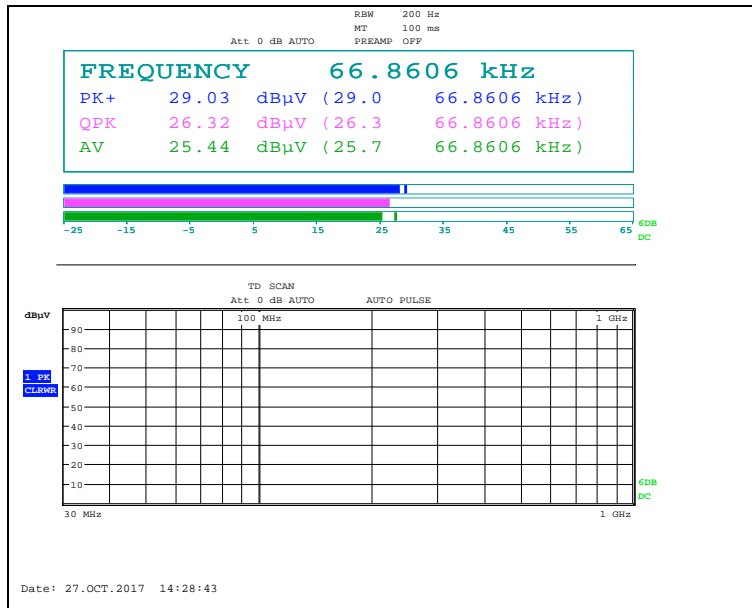 RBW 200 Hz
MT 100 ms
Att 0 dB AUTO PREAMP OFF
FREQUENCY 66.8606 kHz
PK+ 29.03 dBµV (29.0 66.8606 kHz)
QPK 26.32 dBµV (26.3 66.8606 kHz)
AV 25.44 dBµV (25.7 66.8606 kHz)
-25 -15 -5 5 15 25 35 45 55 65
6DB
DC
TD SCAN
Att 0 dB AUTO AUTO PULSE
dBµV
100 MHz 1 GHz
90
80
70
1 PK
CLRWR
60
50
40
30
20
10
6DB
DC
30 MHz 1 GHz
Date: 27.OCT.2017 14:28:43